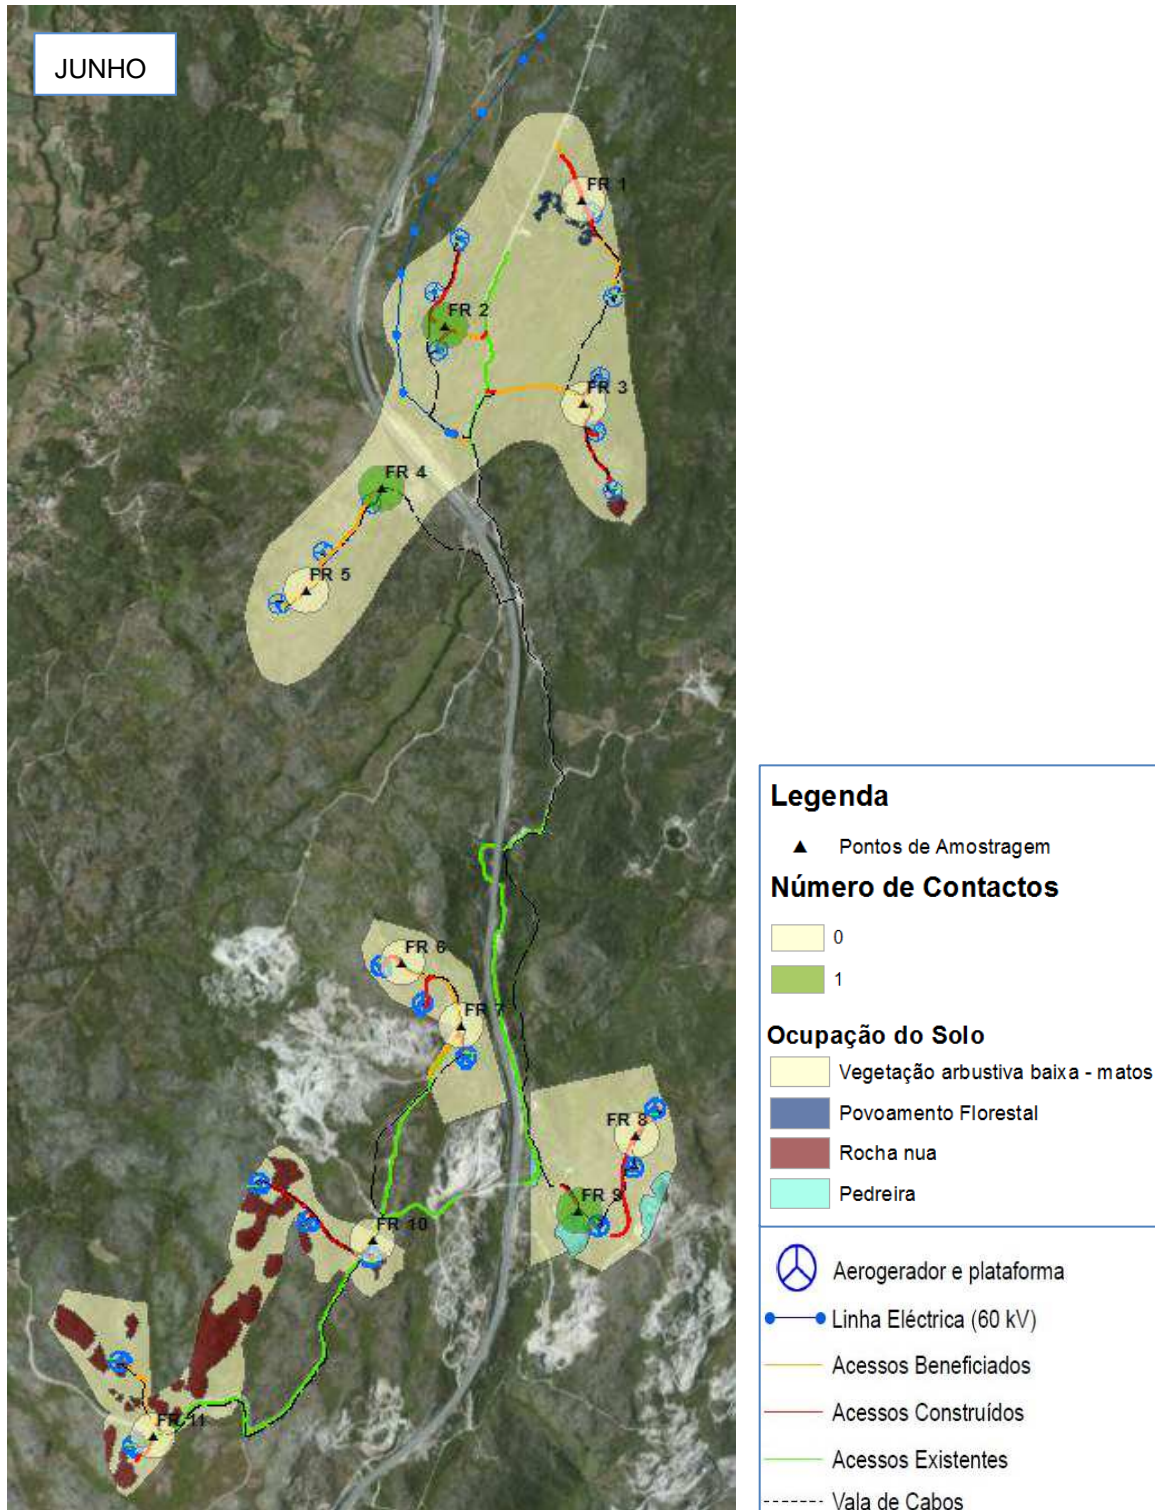 JUNHO
FR 1
FR 2
FR 3
FR 4
FR 5
FR 6
FR 7
FR 8
FR 9
FR 10
FR 11
Legenda
Pontos de Amostragem
Número de Contactos
0
1
Ocupação do Solo
Vegetação arbustiva baixa - matos
Povoamento Florestal
Rocha nua
Pedreira
Aerogerador e plataforma
Linha Eléctrica (60 kV)
Acessos Beneficiados
Acessos Construídos
Acessos Existentes
Vala de Cabos